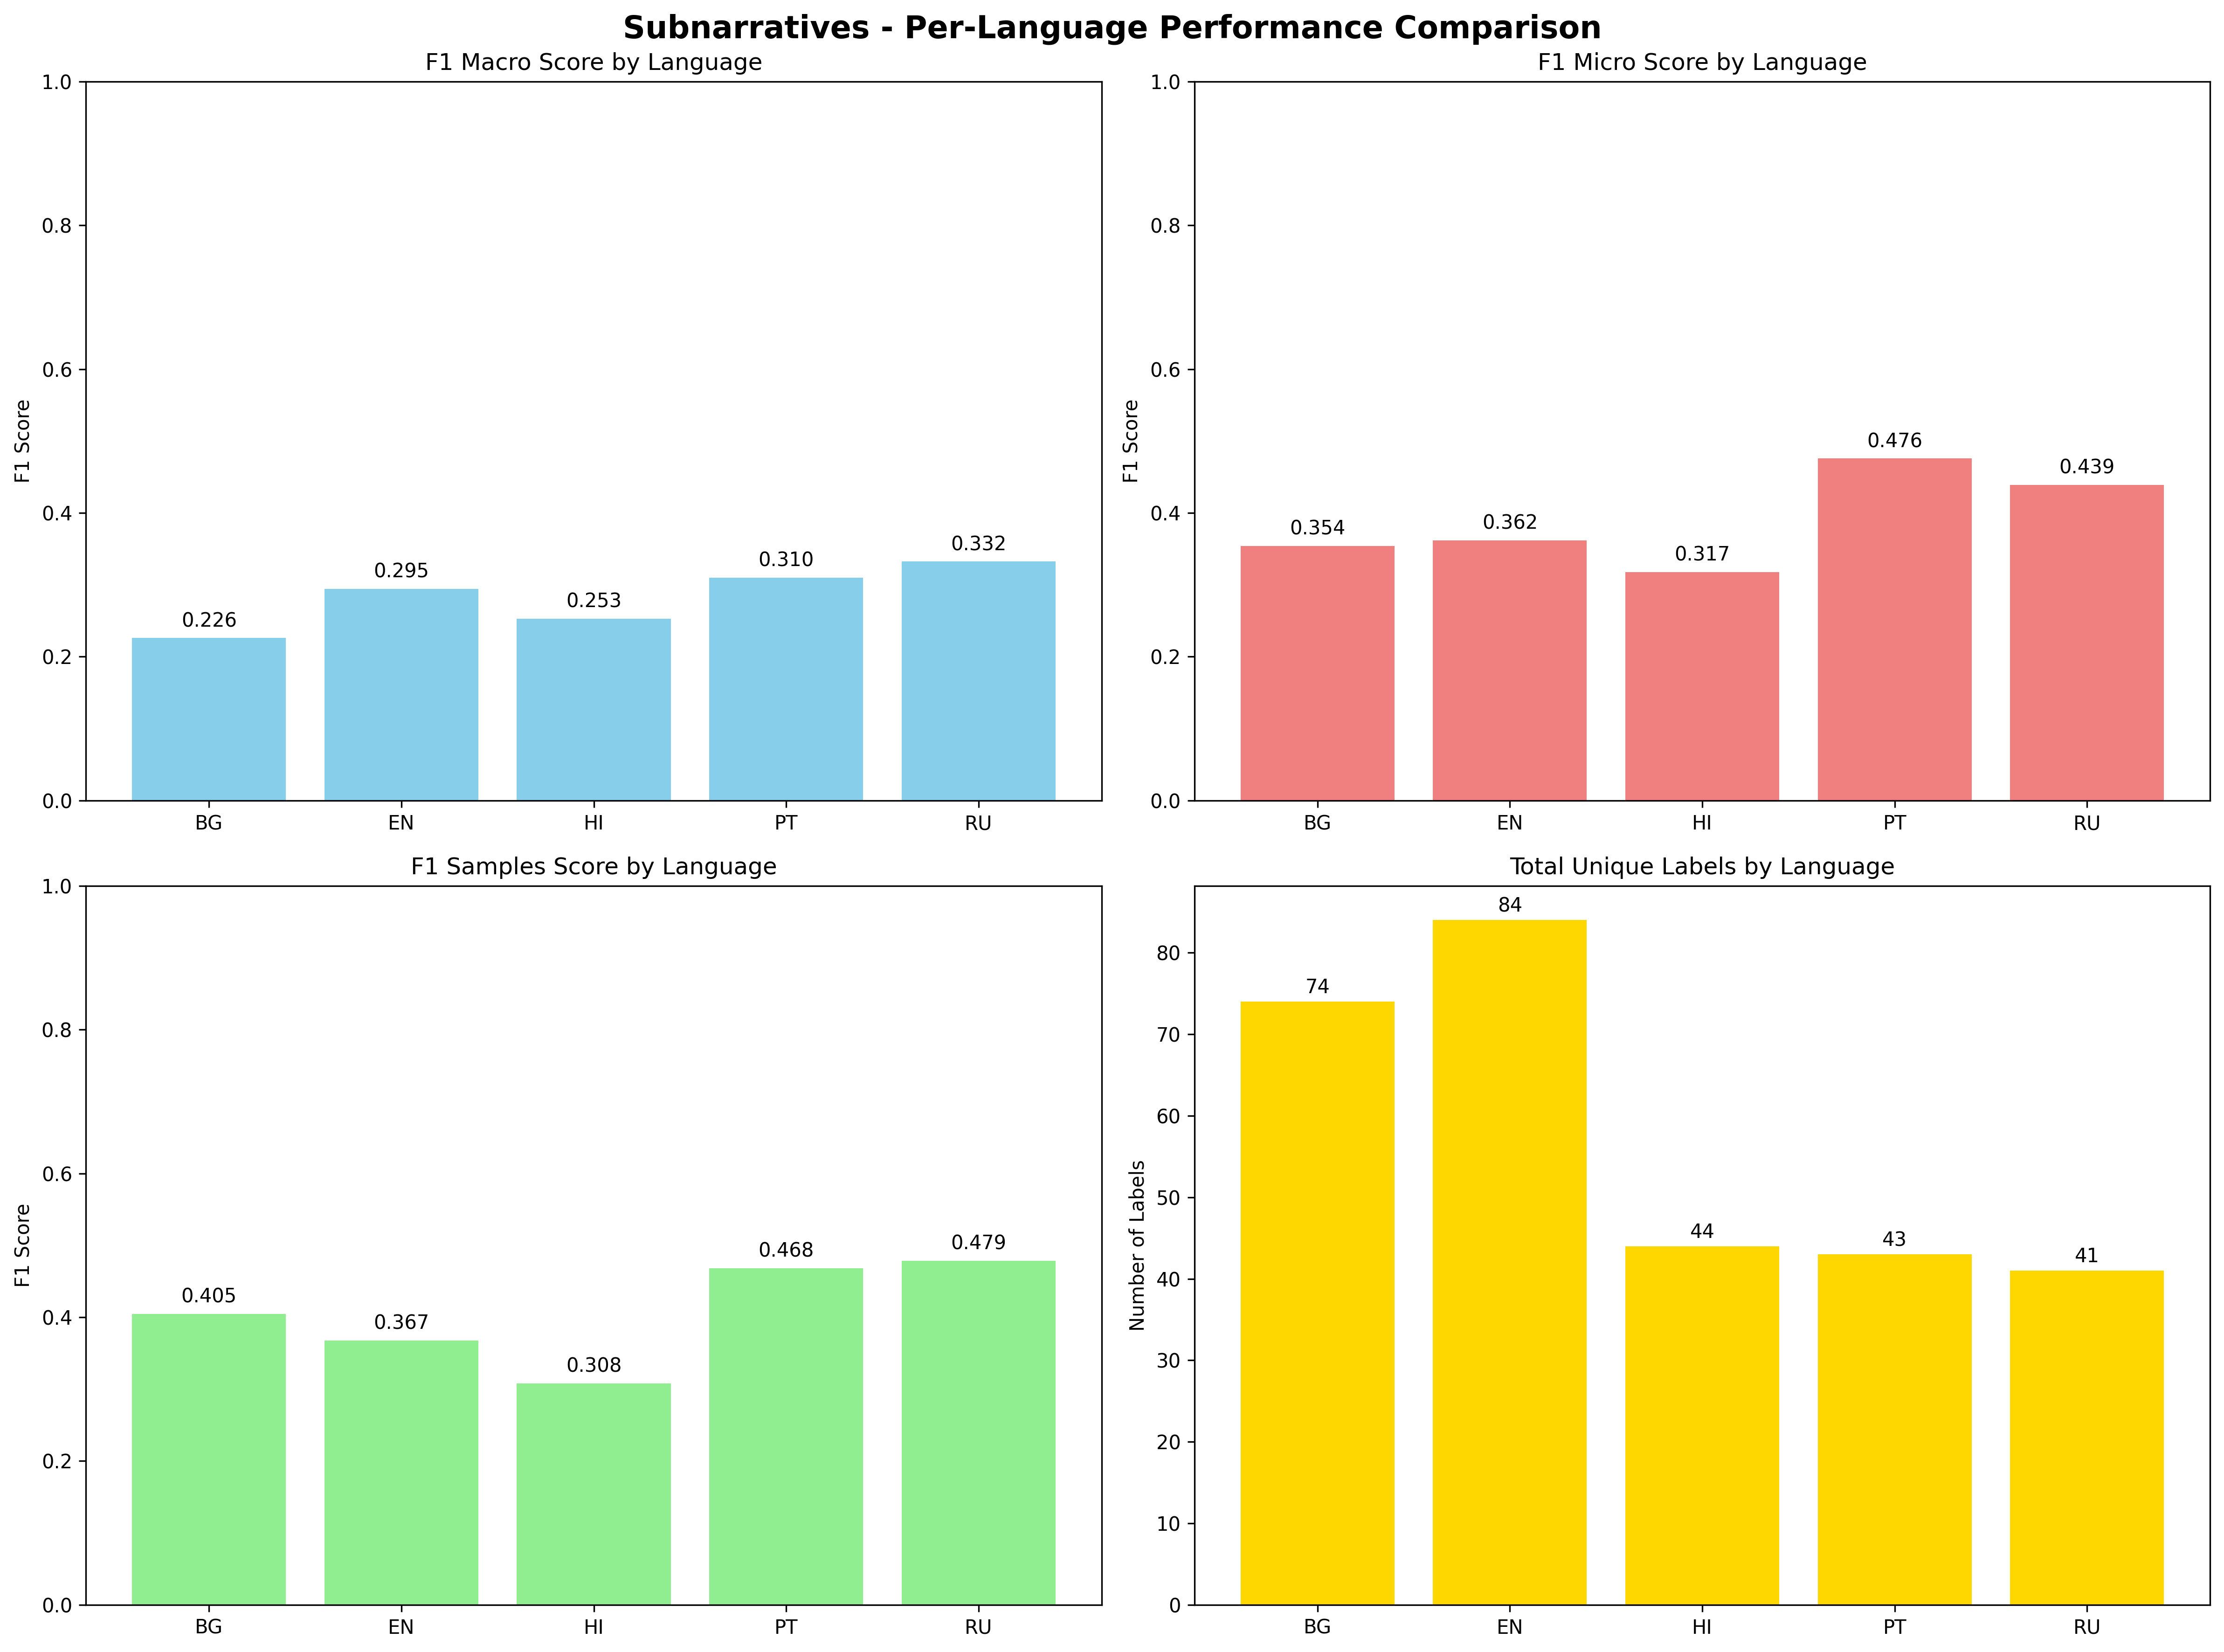 Subnarratives - Per-Language Performance Comparison
F1 Macro Score by Language
F1 Score
1.0
0.8
0.6
0.4
0.2
0.0
0.226
0.295
0.253
0.310
0.332
BG
EN
HI
PT
RU
F1 Micro Score by Language
F1 Score
1.0
0.8
0.6
0.4
0.2
0.0
0.354
0.362
0.317
0.476
0.439
BG
EN
HI
PT
RU
F1 Samples Score by Language
F1 Score
1.0
0.8
0.6
0.4
0.2
0.0
0.405
0.367
0.308
0.468
0.479
BG
EN
HI
PT
RU
Total Unique Labels by Language
Number of Labels
80
70
60
50
40
30
20
10
0
74
84
44
43
41
BG
EN
HI
PT
RU